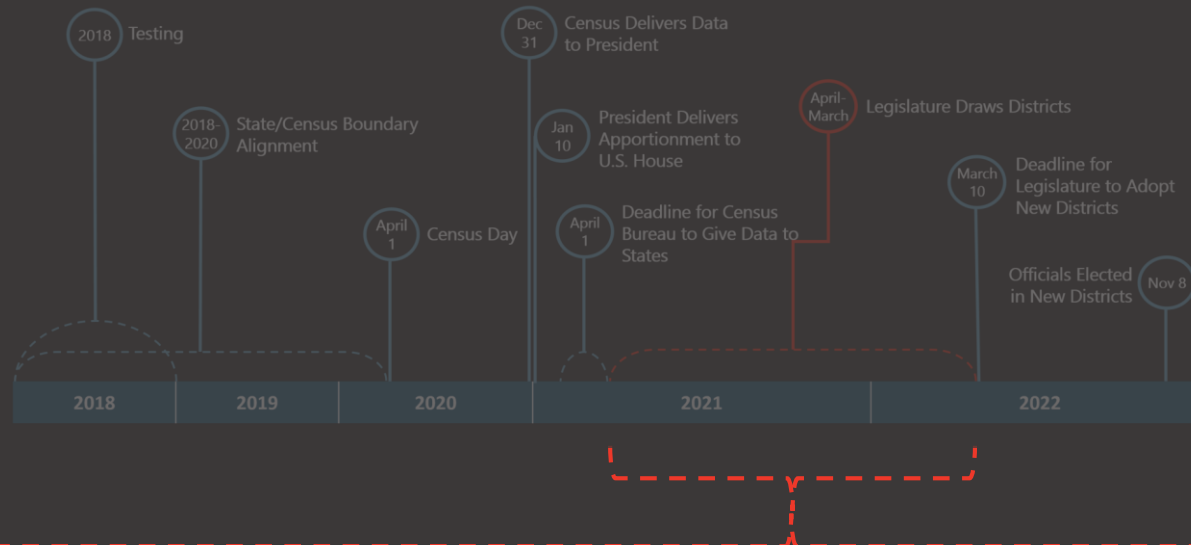 2018
Testing
2018-
2020
State/Census Boundary
Alignment
April
1
Census Day
Dec
31
Census Delivers Data
to President
Jan
10
President Delivers
Apportionment to
U.S. House
April
1
Deadline for Census
Bureau to Give Data to
States
April-
March
Legislature Draws Districts
March
10
Deadline for
Legislature to Adopt
New Districts
Officials Elected
in New Districts
Nov 8
2018
2019
2020
2021
2022